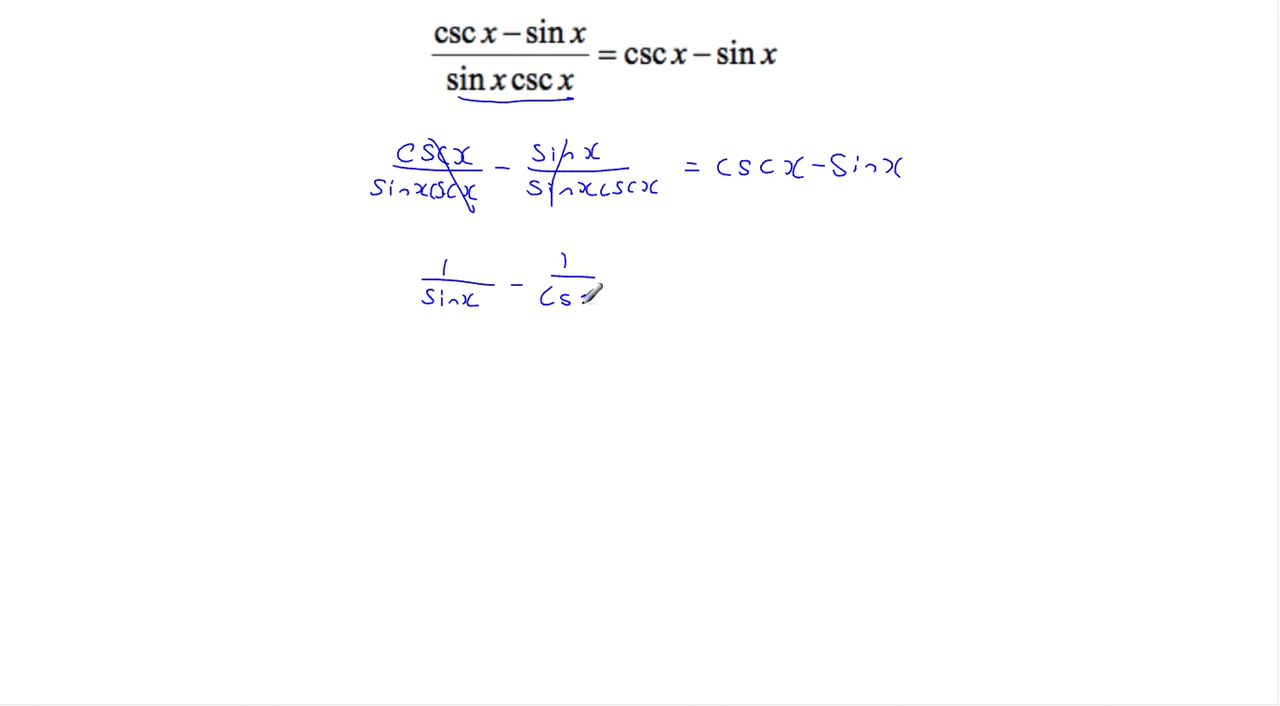 csc x − sin x
sin x csc x
= csc x − sin x
csc x / sin x csc x − sin x / sin x csc x = csc x − sin x
1 / sin x − 1 / cs